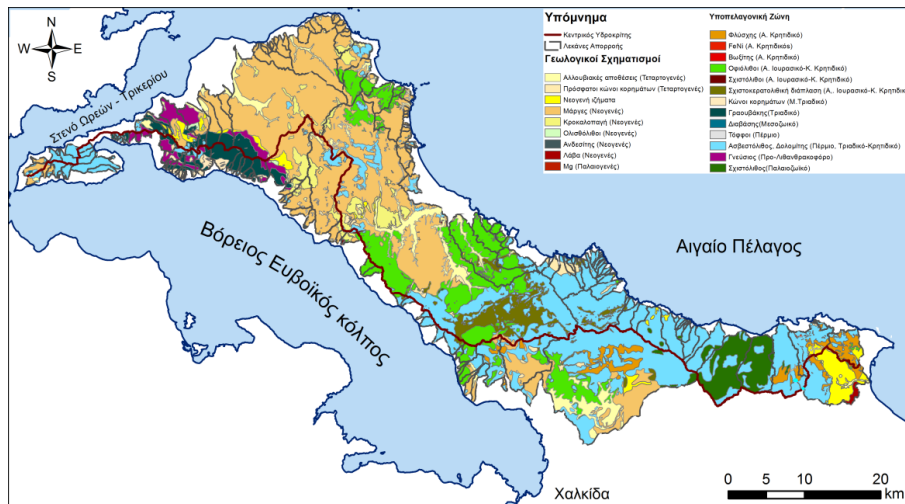 N
W E
S
Στενό Ωρεών - Τρικερίου
Βόρειος Ευβοϊκός κόλπος
Αιγαίο Πέλαγος
Χαλκίδα
Υπόμνημα
Κεντρικός Υδροκρίτης
Λεκάνες Απορροής
Γεωλογικοί Σχηματισμοί
Αλλουβιακές αποθέσεις (Τεταρτογενές)
Πρόσφατοι κώνοι κορημάτων (Τεταρτογενές)
Νεογενή ιζήματα
Μάργες (Νεογενές)
Κροκαλοπαγή (Νεογενές)
Ολισθόλιθοι (Νεογενές)
Ανδεσίτης (Νεογενές)
Λάβα (Νεογενές)
Mg (Παλαιογενές)
Υποπελαγονική Ζώνη
Φλύσχης (Α. Κρητιδικό)
FeNi (Α. Κρητιδικός)
Βωξίτης (Α. Κρητιδικό)
Οφιόλιθοι (Α. Ιουρασικό-Κ. Κρητιδικό)
Σχιστόλιθοι (Α. Ιουρασικό-Κ. Κρητιδικό)
Σχιστοκερατολιθική διάπλαση (Α.. Ιουρασικό-Κ. Κρητιδικό)
Κώνοι κορημάτων (Μ.Τριαδικό)
Γραουβάκης(Τριαδικό)
Διαβάσης(Μεσοζωικό)
Τόφφοι (Πέρμιο)
Ασβεστόλιθος, Δολομίτης (Πέρμιο, Τριαδικό-Κρητιδικό)
Γνεύσιος (Προ-Λιθανθρακοφόρο)
Σχιστόλιθος(Παλαιοζωϊκό)
0 5 10 20
km